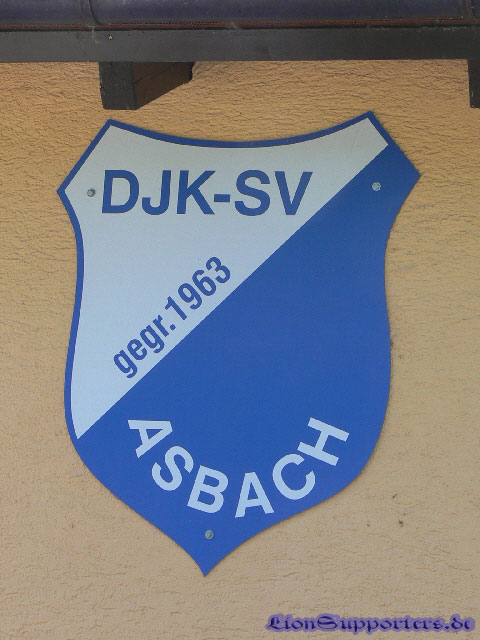 DJK-SV
gegr.1963
ASBACH
LionSupporters.de